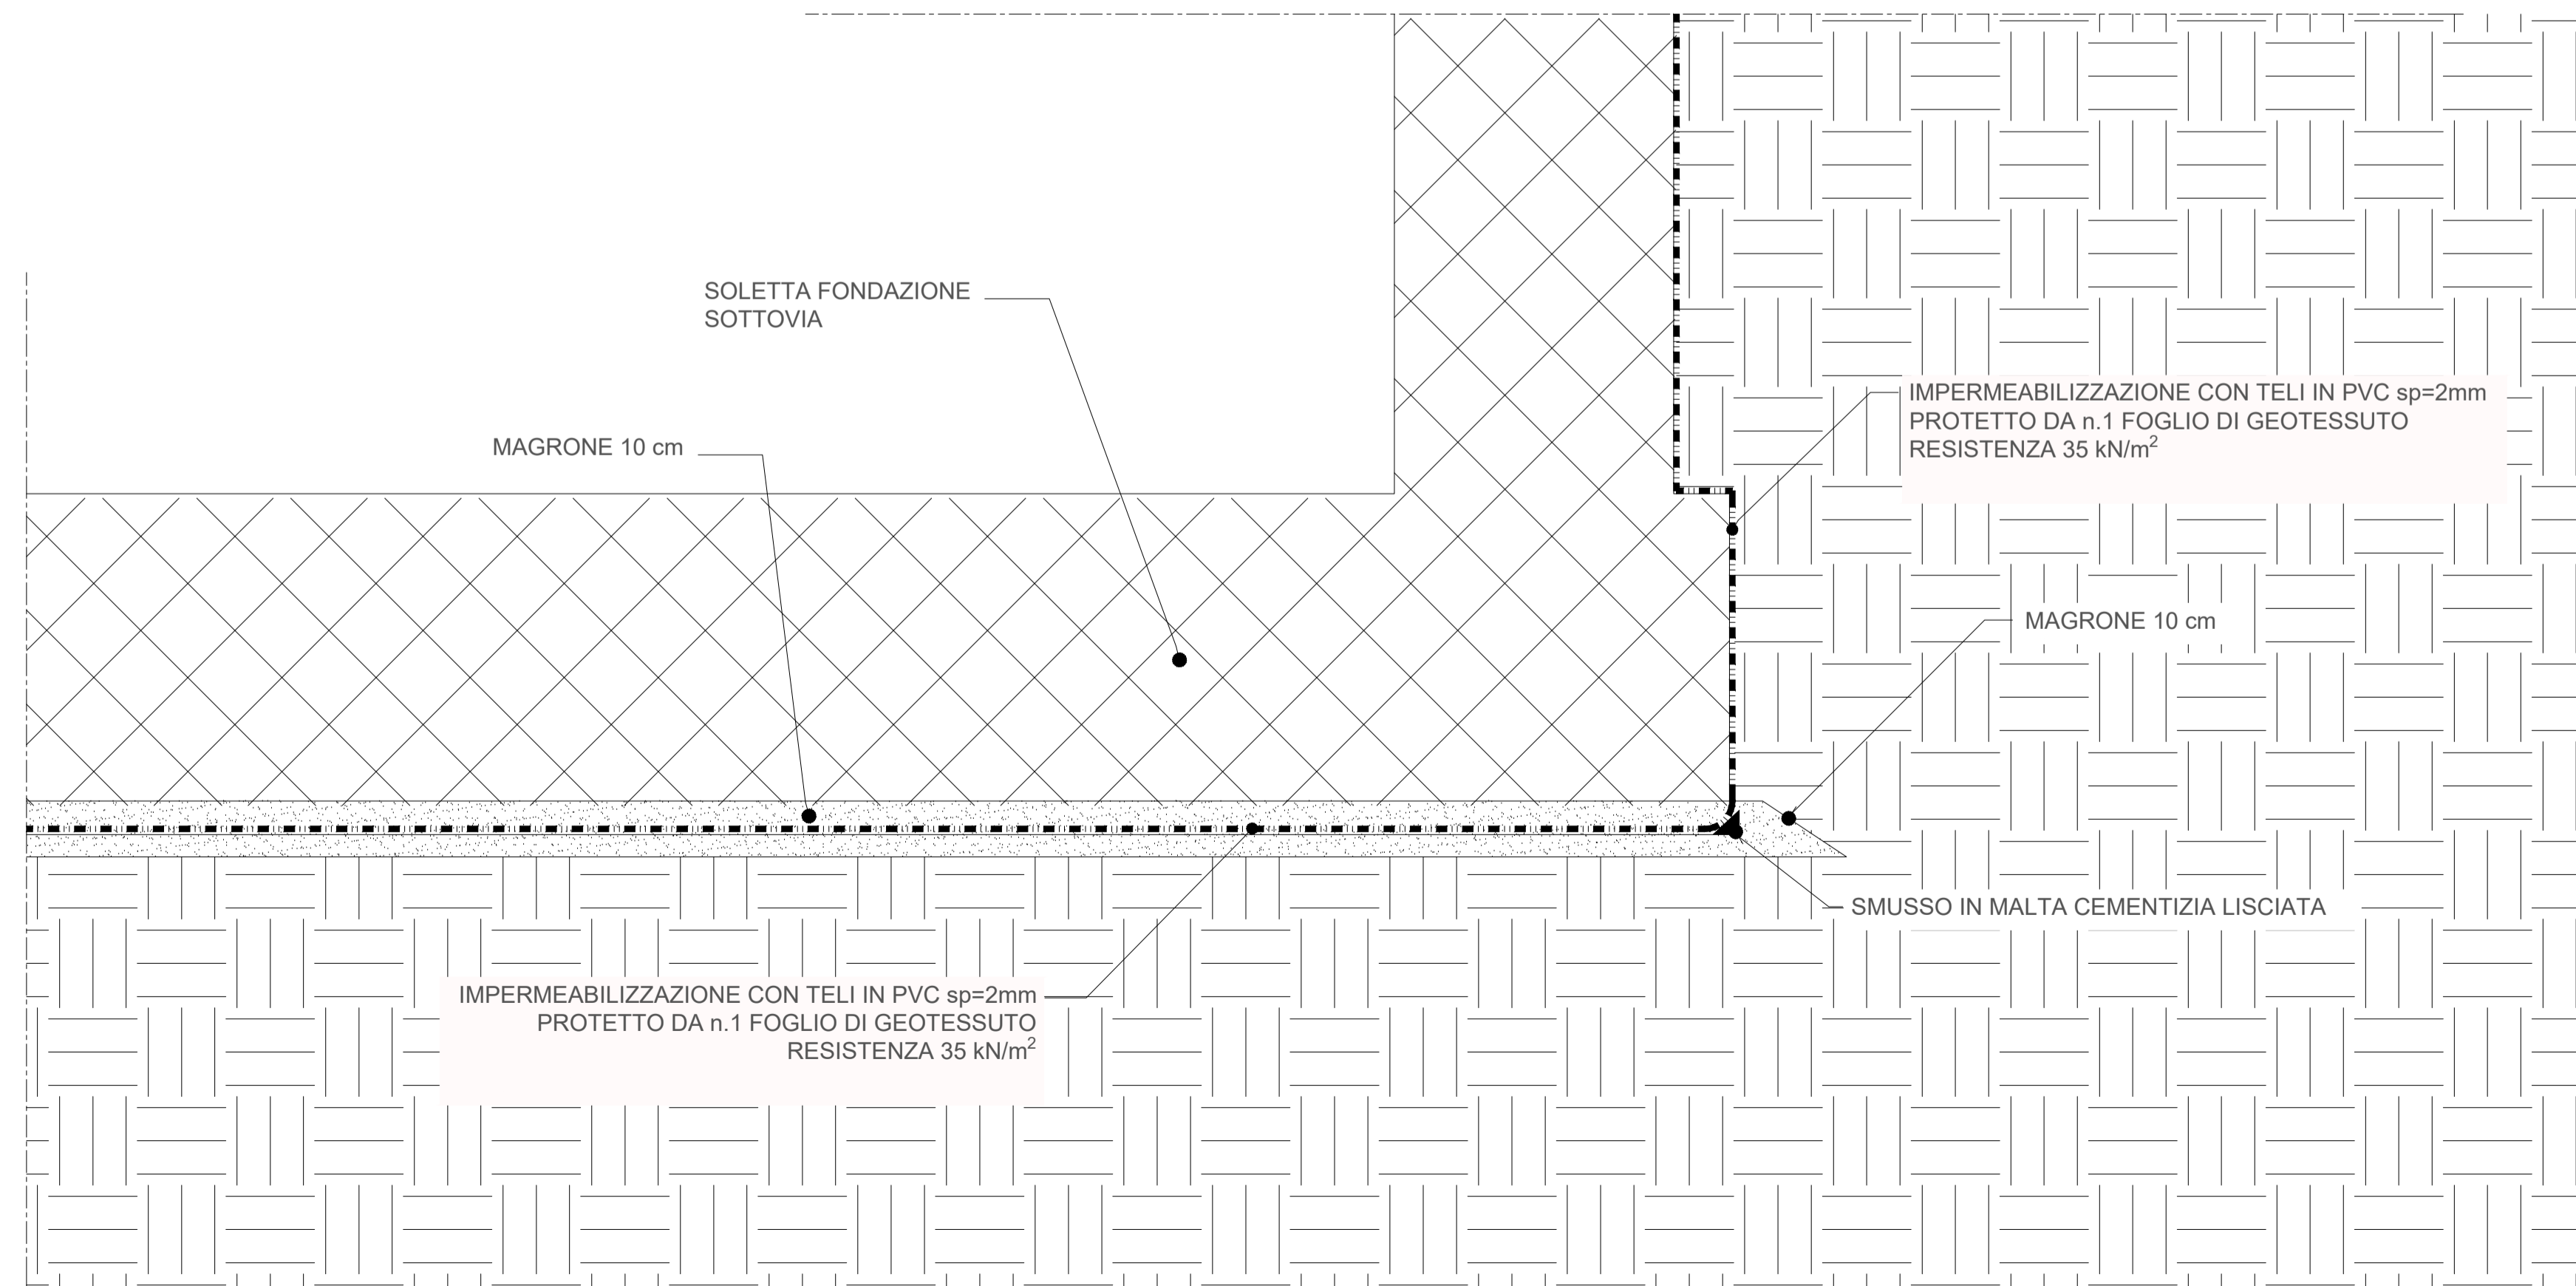 SOLETTA FONDAZIONE
SOTTOVIA
MAGRONE 10 cm
IMPERMEABILIZZAZIONE CON TELI IN PVC sp=2mm
PROTETTO DA n.1 FOGLIO DI GEOTESSUTO
RESISTENZA 35 kN/m²
MAGRONE 10 cm
SMUSSO IN MALTA CEMENTIZIA LISCIATA
IMPERMEABILIZZAZIONE CON TELI IN PVC sp=2mm
PROTETTO DA n.1 FOGLIO DI GEOTESSUTO
RESISTENZA 35 kN/m²